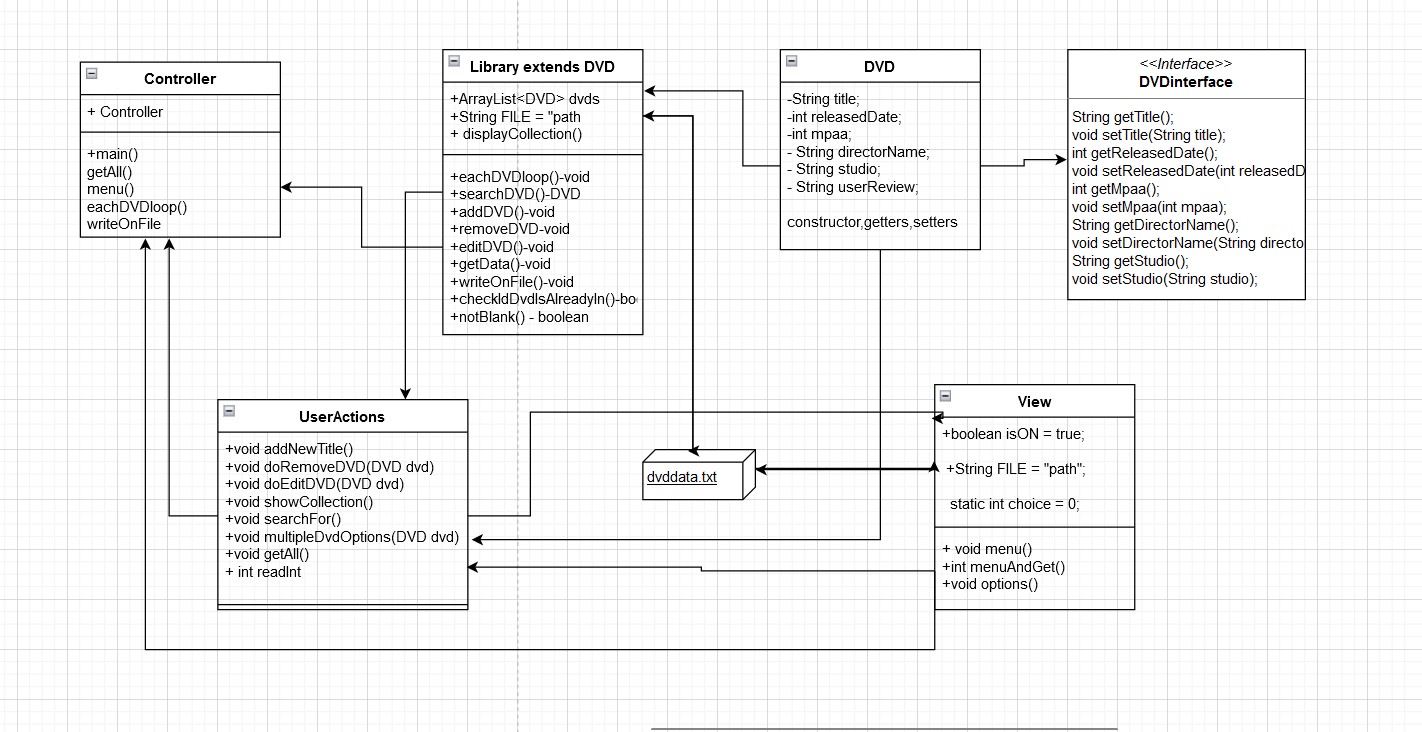 Controller
+ Controller
+main()
getAll()
menu()
eachDVDloop()
writeOnFile
Library extends DVD
+ArrayList<DVD> dvds
+String FILE = "path
+ displayCollection()
+eachDVDloop()-void
+searchDVD()-DVD
+addDVD()-void
+removeDVD-void
+editDVD()-void
+getData()-void
+writeOnFile()-void
+checkIdDvdIsAlreadyIn()-bo
+notBlank() - boolean
DVD
-String title;
-int releasedDate;
-int mpaa;
- String directorName;
- String studio;
- String userReview;
constructor,getters,setters
<<Interface>>
DVDinterface
String getTitle();
void setTitle(String title);
int getReleasedDate();
void setReleasedDate(int releasedD
int getMpaa();
void setMpaa(int mpaa);
String getDirectorName();
void setDirectorName(String directo
String getStudio();
void setStudio(String studio);
UserActions
+void addNewTitle()
+void doRemoveDVD(DVD dvd)
+void doEditDVD(DVD dvd)
+void showCollection()
+void searchFor()
+void multipleDvdOptions(DVD dvd)
+void getAll()
+ int readInt
dvddata.txt
View
+boolean isON = true;
+String FILE = "path";
static int choice = 0;
+ void menu()
+int menuAndGet()
+void options()